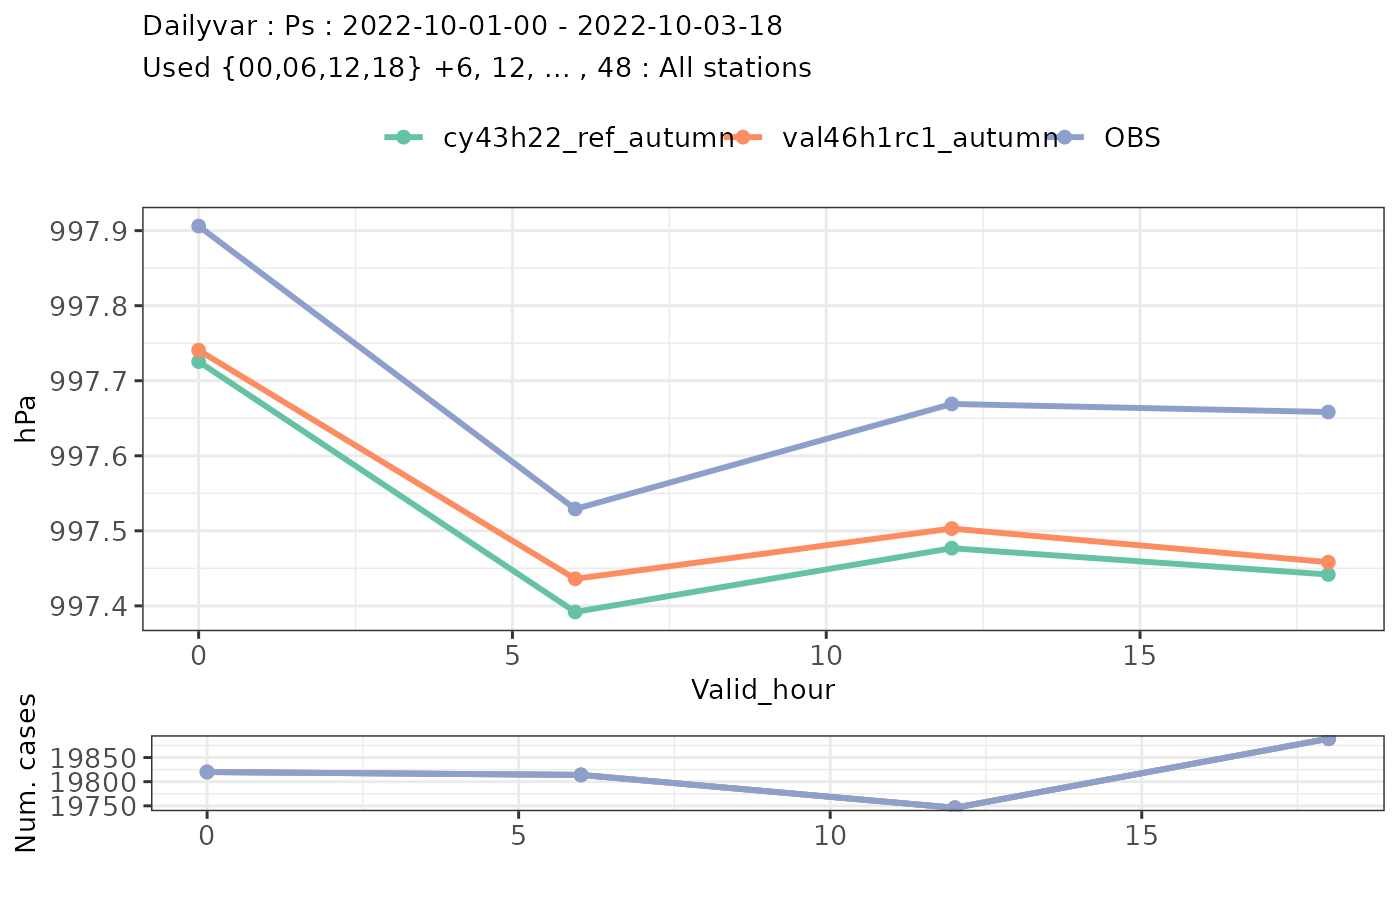 Dailyvar : Ps : 2022-10-01-00 - 2022-10-03-18
Used {00,06,12,18} +6, 12, ... , 48 : All stations
cy43h22_ref_autumn val46h1rc1_autumn OBS
hPa
997.9
997.8
997.7
997.6
997.5
997.4
0 5 10 15
Valid_hour
Num. cases
19850
19800
19750
0 5 10 15